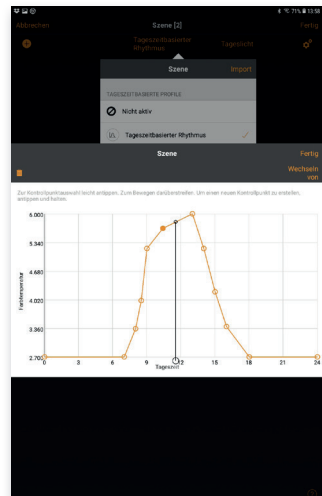 71% 13:58
Abbrechen Szene [2] Fertig
Tageszeitbasierter
Rhythmus
Tageslicht
Szene Import
TAGESZEITBASIERTE PROFILE
Nicht aktiv
Tageszeitbasierter Rhythmus
Szene Fertig
Wechseln
von
Zur Kontrollpunktauswahl leicht antippen. Zum Bewegen darüberstreifen. Um einen neuen Kontrollpunkt zu erstellen,
antippen und halten.
6.000
5.340
4.680
4.020
3.360
2.700
Farbtemperatur
0 3 6 9 12 15 18 21 24
Tageszeit